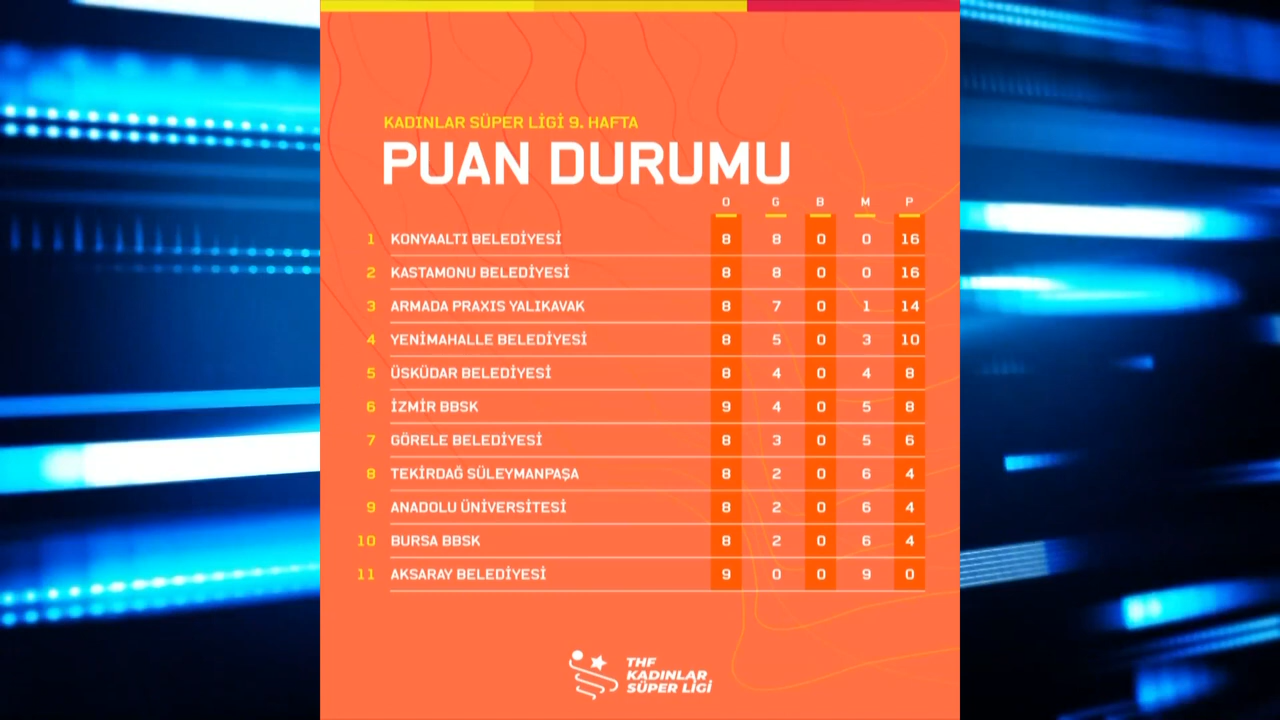 KADINLAR SÜPER LİGİ 9. HAFTA
PUAN DURUMU
O G B M P
1 KONYAALTI BELEDİYESİ 8 8 0 0 16
2 KASTAMONU BELEDİYESİ 8 8 0 0 16
3 ARMADA PRAXIS YALIKAVAK 8 7 0 1 14
4 YENİMAHALLE BELEDİYESİ 8 5 0 3 10
5 ÜSKÜDAR BELEDİYESİ 8 4 0 4 8
6 İZMİR BBSK 9 4 0 5 8
7 GÖRELE BELEDİYESİ 8 3 0 5 6
8 TEKİRDAĞ SÜLEYMANPAŞA 8 2 0 6 4
9 ANADOLU ÜNİVERSİTESİ 8 2 0 6 4
10 BURSA BBSK 8 2 0 6 4
11 AKSARAY BELEDİYESİ 9 0 0 9 0
THF
KADINLAR
SÜPER LİGİ